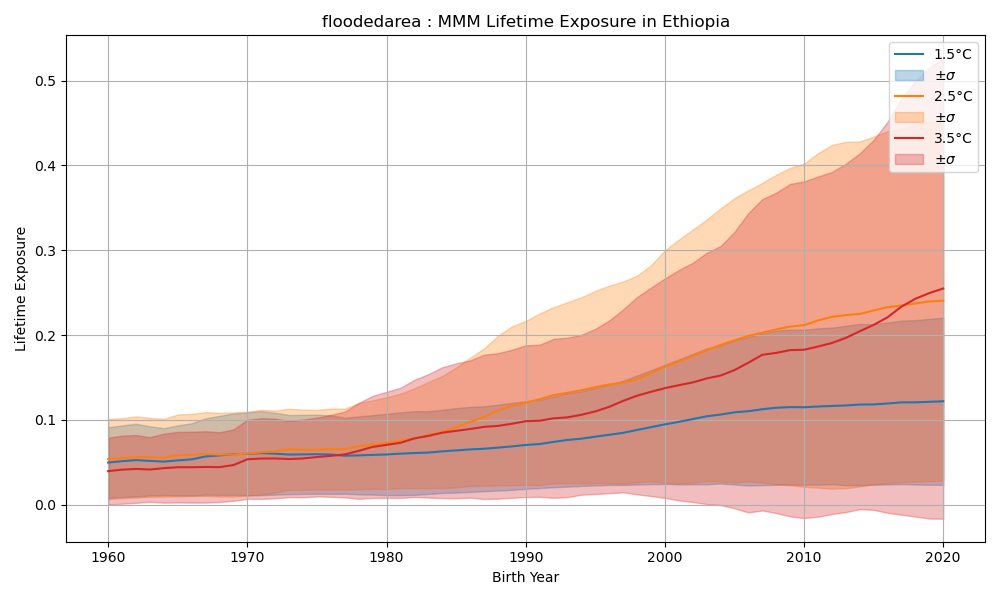 floodedarea : MMM Lifetime Exposure in Ethiopia
1.5°C
±σ
2.5°C
±σ
3.5°C
±σ
Lifetime Exposure
0.5
0.4
0.3
0.2
0.1
0.0
1960 1970 1980 1990 2000 2010 2020
Birth Year